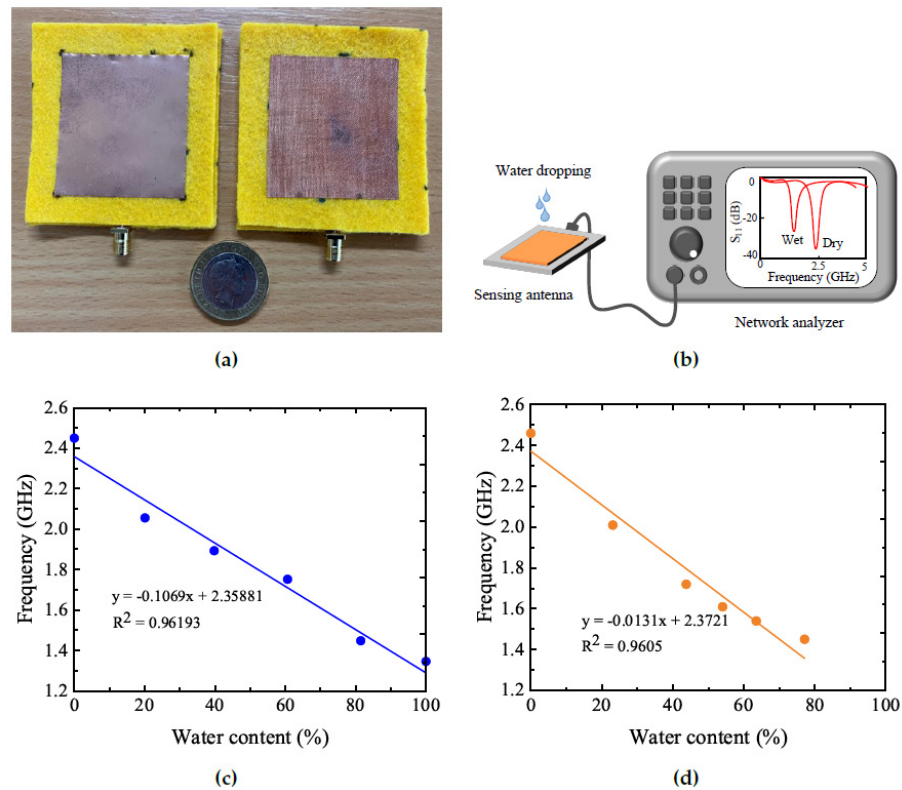 (a)
Water dropping
Sensing antenna
Network analyzer
S11 (dB)
0
-20
-40
Wet
Dry
0
2.5
5
Frequency (GHz)
(b)
Frequency (GHz)
2.6
2.4
2.2
2.0
1.8
1.6
1.4
1.2
y = -0.1069x + 2.35881
R2 = 0.96193
0
20
40
60
80
100
Water content (%)
(c)
Frequency (GHz)
2.6
2.4
2.2
2.0
1.8
1.6
1.4
1.2
y = -0.0131x + 2.3721
R2 = 0.9605
0
20
40
60
80
100
Water content (%)
(d)